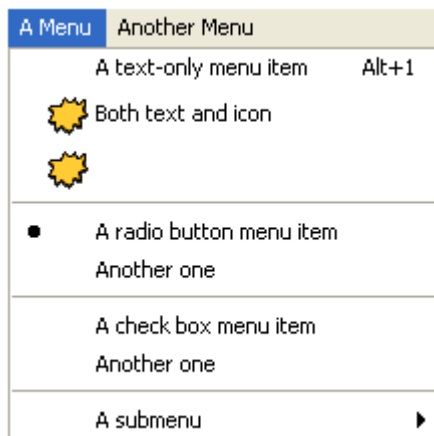 A Menu Another Menu
A text-only menu item Alt+1
Both text and icon
A radio button menu item
Another one
A check box menu item
Another one
A submenu